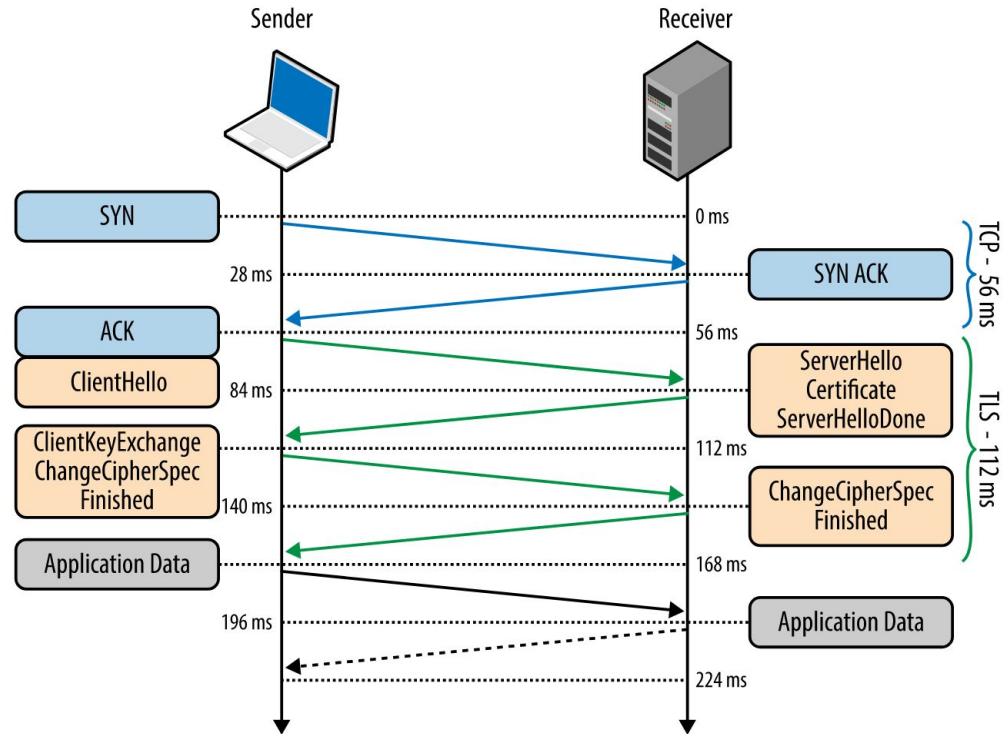 Sender
Receiver
SYN
0 ms
28 ms
SYN ACK
TCP - 56 ms
ACK
56 ms
ClientHello
84 ms
ServerHello
Certificate
ServerHelloDone
TLS - 112 ms
ClientKeyExchange
ChangeCipherSpec
Finished
112 ms
140 ms
ChangeCipherSpec
Finished
Application Data
168 ms
196 ms
Application Data
224 ms